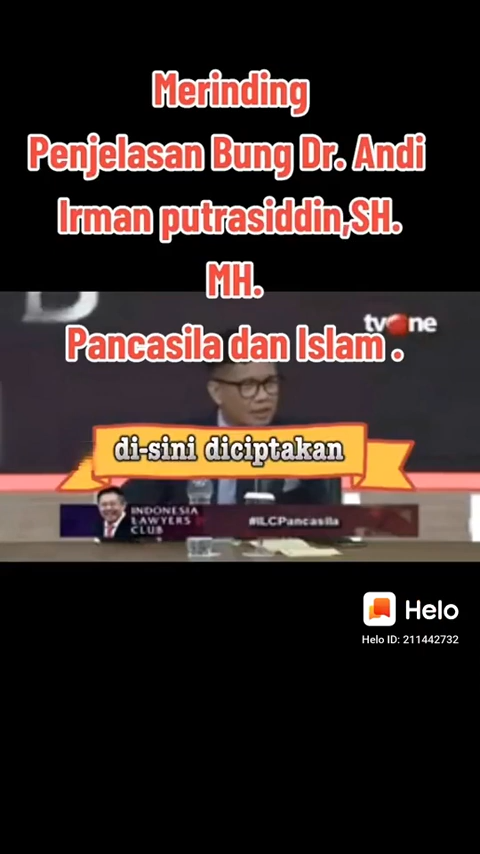 Merinding
Penjelasan Bung Dr. Andi
Irman putrasiddin,SH.
MH.
Pancasila dan Islam .
tvOne
di-sini diciptakan
INDONESIA
LAWYERS
CLUB
#ILCPancasila
Helo
Helo ID: 211442732